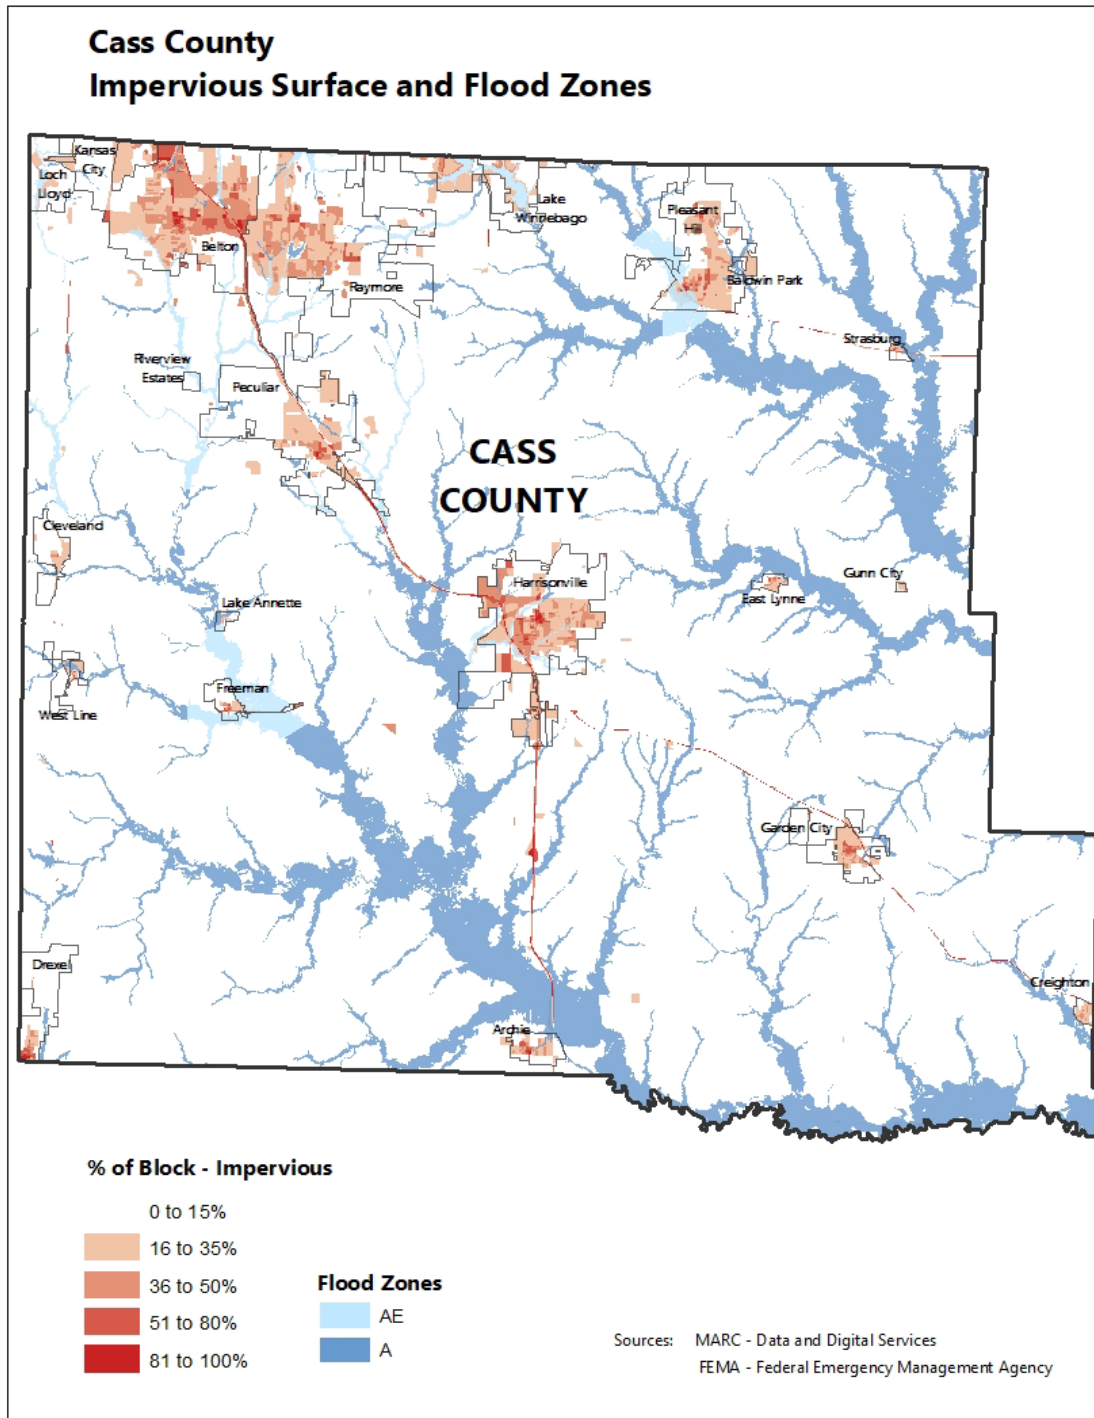 Cass County
Impervious Surface and Flood Zones
Kansas
City
Loch
Lloyd
Lake
Winnebago
Pleasant
Hill
Belton
Baldwin Park
Raymore
Strasburg
Riverview
Estates
Peculiar
CASS
COUNTY
Cleveland
Gunn City
Harrisonville
East Lynne
Lake Annette
Freeman
West Line
Garden City
Drexel
Creighton
Archie
% of Block - Impervious
0 to 15%
16 to 35%
36 to 50%
51 to 80%
81 to 100%
Flood Zones
AE
A
Sources: MARC - Data and Digital Services
FEMA - Federal Emergency Management Agency